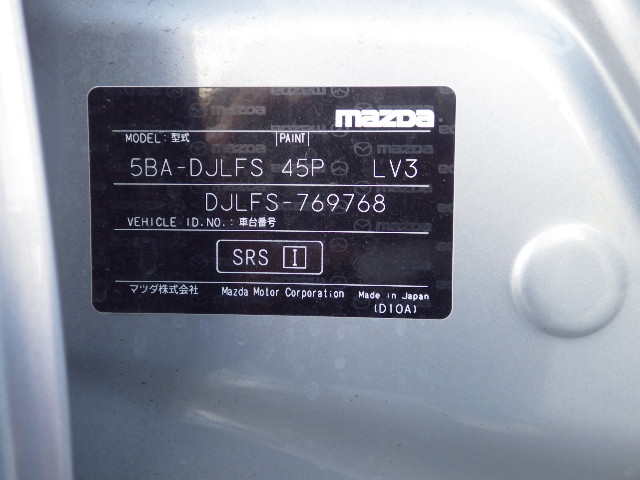 mazda
MODEL: 型式 PAINT
5BA-DJLFS 45P LV3
DJLFS-769768
VEHICLE ID.NO.: 車台番号
SRS I
マツダ株式会社 Mazda Motor Corporation Made in Japan
(D10A)